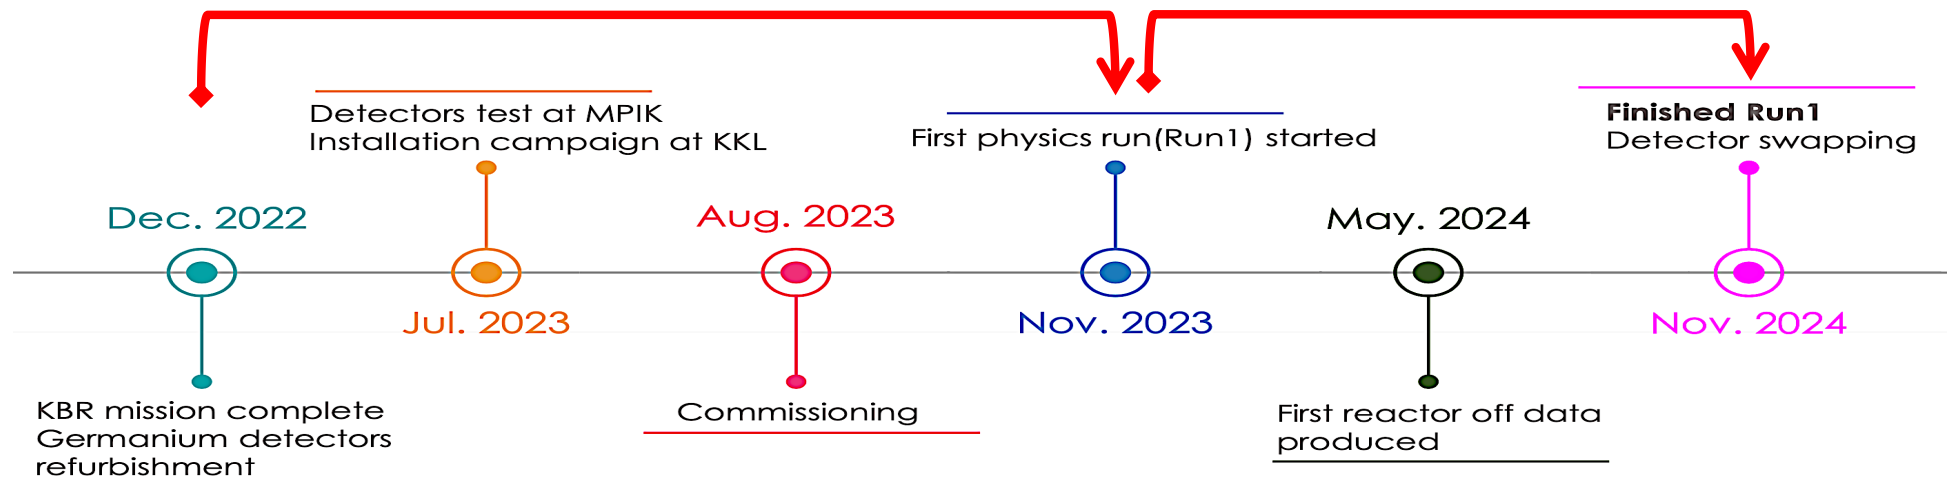 Dec. 2022
KBR mission complete
Germanium detectors
refurbishment
Detectors test at MPIK
Installation campaign at KKL
Jul. 2023
Aug. 2023
Commissioning
First physics run(Run1) started
Nov. 2023
May. 2024
First reactor off data
produced
Finished Run1
Detector swapping
Nov. 2024